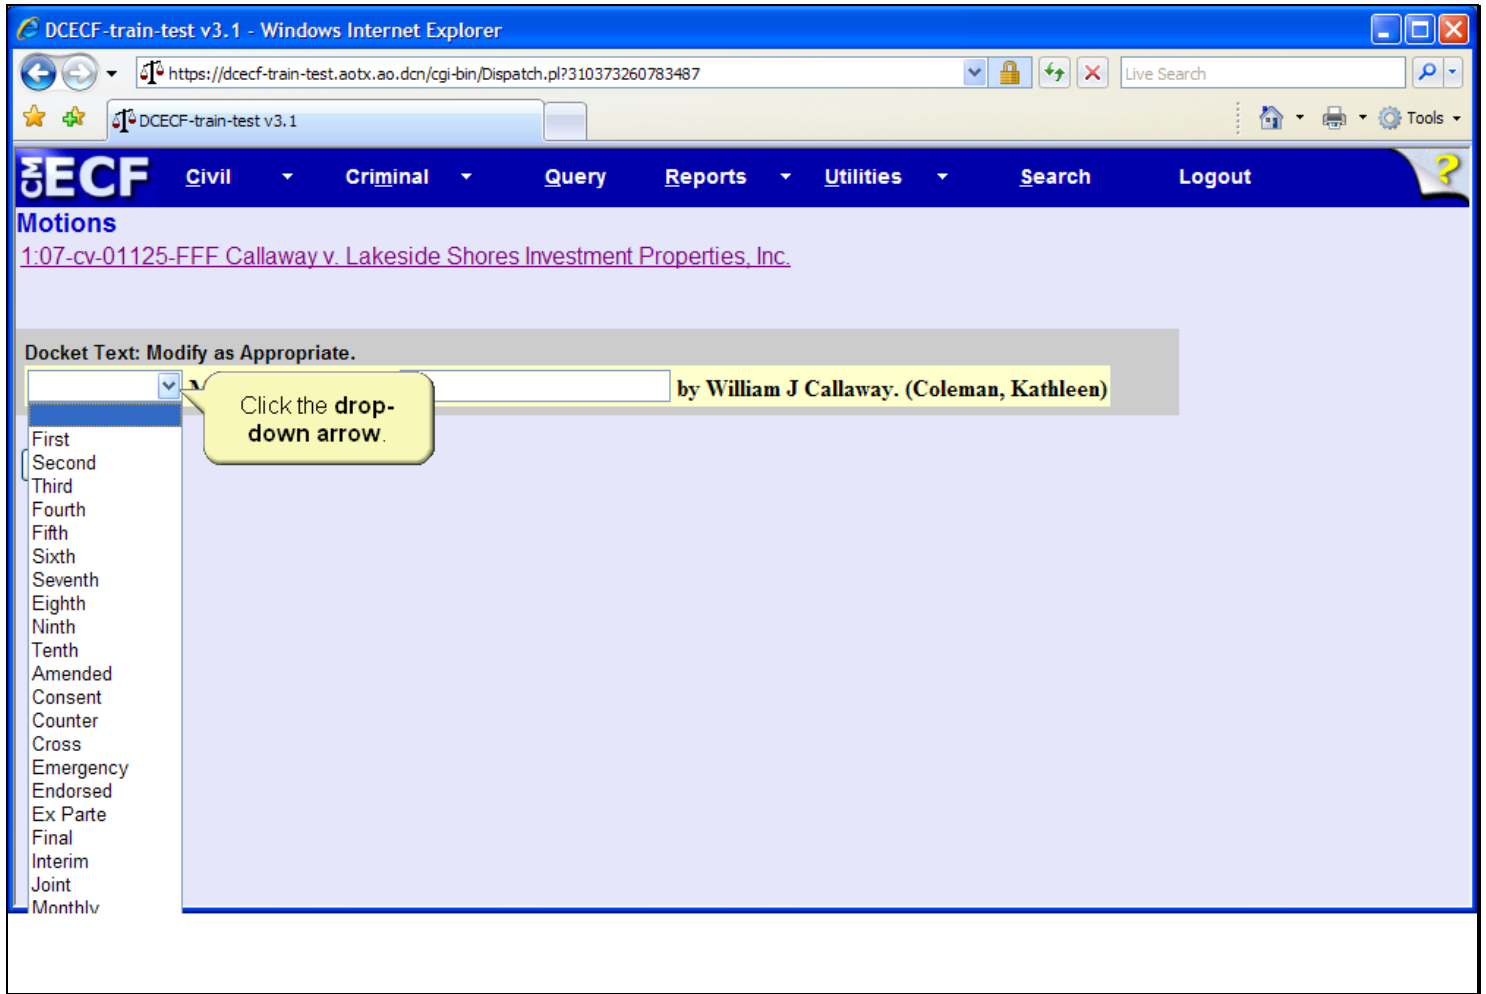 DCECF-train-test v3.1 - Windows Internet Explorer
https://dcecf-train-test.aotx.ao.dcn/cgi-bin/Dispatch.pl?310373260783487
Live Search
DCECF-train-test v3.1
Tools
CM ECF Civil Criminal Query Reports Utilities Search Logout ?
Motions
1:07-cv-01125-FFF Callaway v. Lakeside Shores Investment Properties, Inc.
Docket Text: Modify as Appropriate.
by William J Callaway. (Coleman, Kathleen)
Click the drop-
down arrow.
First
Second
Third
Fourth
Fifth
Sixth
Seventh
Eighth
Ninth
Tenth
Amended
Consent
Counter
Cross
Emergency
Endorsed
Ex Parte
Final
Interim
Joint
Monthly